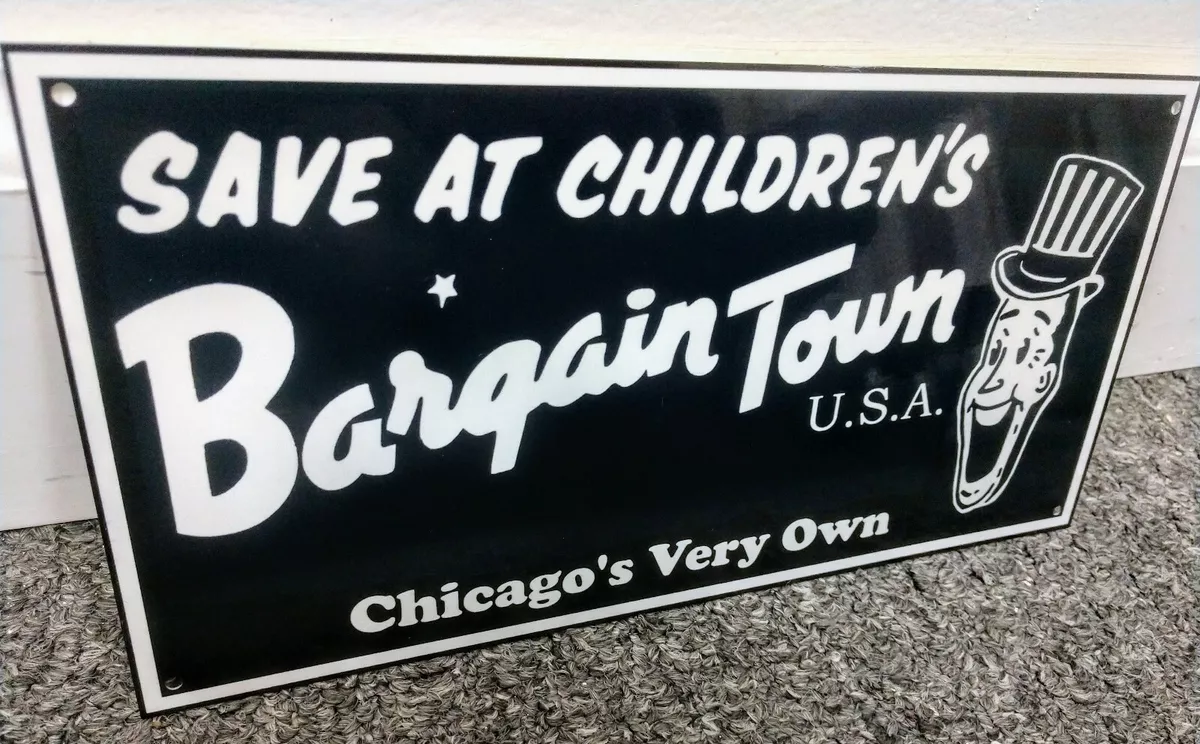 SAVE AT CHILDREN'S
Bargain Town
U.S.A.
Chicago's Very Own